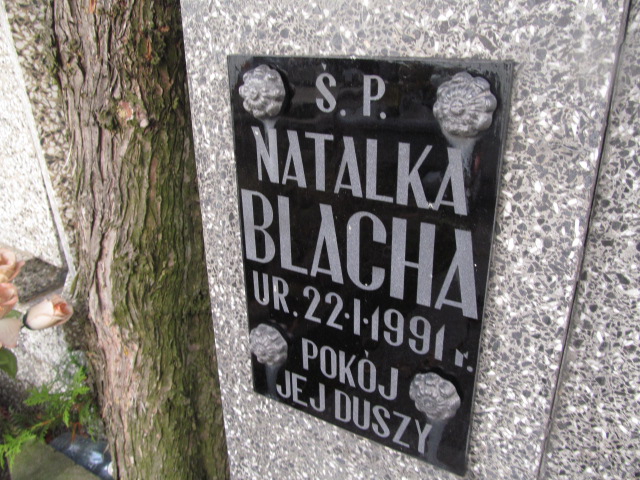 Ś. P.
NATALKA
BLACHA
UR. 22·I·1991 r.
POKÓJ
JEJ DUSZY